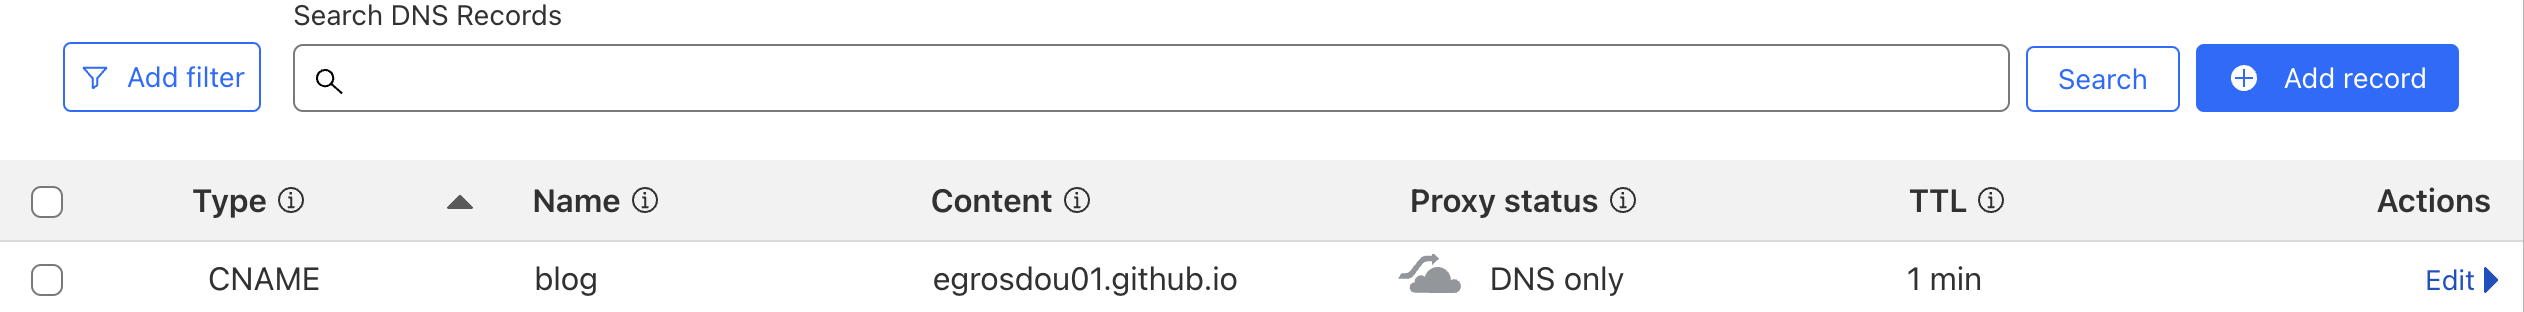 Search DNS Records
Add filter
Search
Add record
Type Name Content Proxy status TTL Actions
CNAME blog egrosdou01.github.io DNS only 1 min Edit